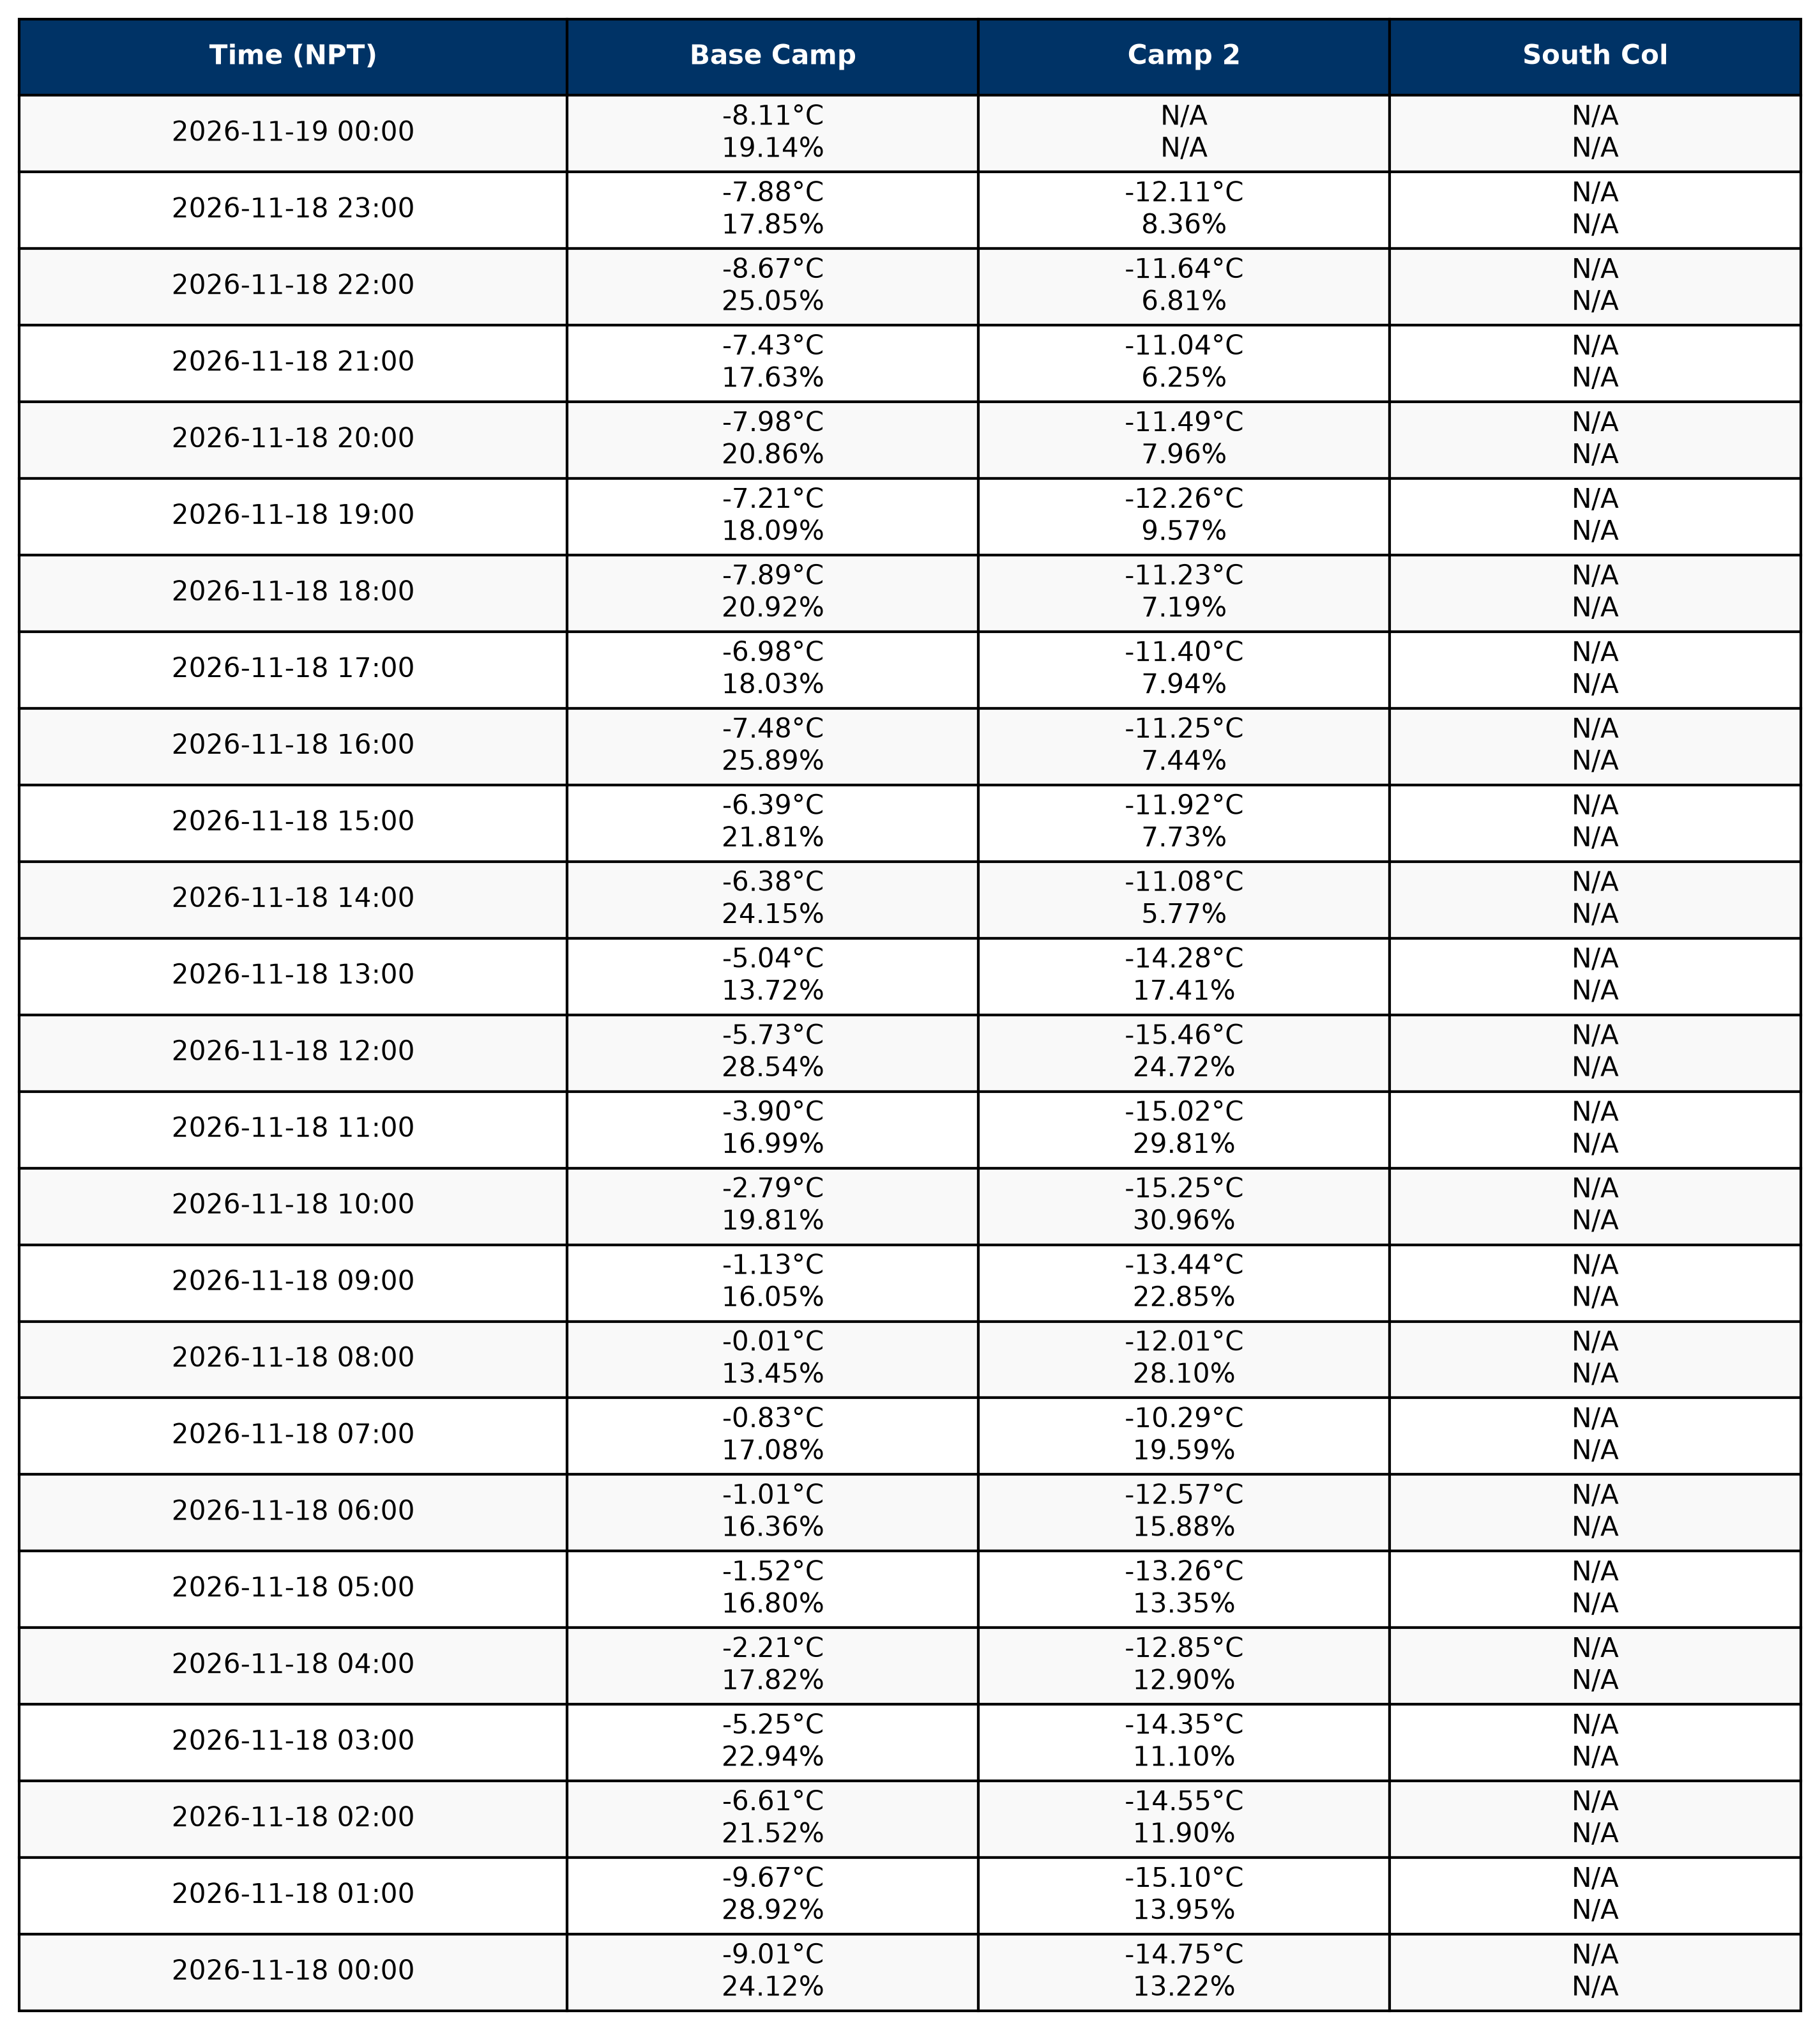 Time (NPT) Base Camp Camp 2 South Col
-8.11°C N/A N/A
2026-11-19 00:00
19.14% N/A N/A
-7.88°C -12.11°C N/A
2026-11-18 23:00
17.85% 8.36% N/A
-8.67°C -11.64°C N/A
2026-11-18 22:00
25.05% 6.81% N/A
-7.43°C -11.04°C N/A
2026-11-18 21:00
17.63% 6.25% N/A
-7.98°C -11.49°C N/A
2026-11-18 20:00
20.86% 7.96% N/A
-7.21°C -12.26°C N/A
2026-11-18 19:00
18.09% 9.57% N/A
-7.89°C -11.23°C N/A
2026-11-18 18:00
20.92% 7.19% N/A
-6.98°C -11.40°C N/A
2026-11-18 17:00
18.03% 7.94% N/A
-7.48°C -11.25°C N/A
2026-11-18 16:00
25.89% 7.44% N/A
-6.39°C -11.92°C N/A
2026-11-18 15:00
21.81% 7.73% N/A
-6.38°C -11.08°C N/A
2026-11-18 14:00
24.15% 5.77% N/A
-5.04°C -14.28°C N/A
2026-11-18 13:00
13.72% 17.41% N/A
-5.73°C -15.46°C N/A
2026-11-18 12:00
28.54% 24.72% N/A
-3.90°C -15.02°C N/A
2026-11-18 11:00
16.99% 29.81% N/A
-2.79°C -15.25°C N/A
2026-11-18 10:00
19.81% 30.96% N/A
-1.13°C -13.44°C N/A
2026-11-18 09:00
16.05% 22.85% N/A
-0.01°C -12.01°C N/A
2026-11-18 08:00
13.45% 28.10% N/A
-0.83°C -10.29°C N/A
2026-11-18 07:00
17.08% 19.59% N/A
-1.01°C -12.57°C N/A
2026-11-18 06:00
16.36% 15.88% N/A
-1.52°C -13.26°C N/A
2026-11-18 05:00
16.80% 13.35% N/A
-2.21°C -12.85°C N/A
2026-11-18 04:00
17.82% 12.90% N/A
-5.25°C -14.35°C N/A
2026-11-18 03:00
22.94% 11.10% N/A
-6.61°C -14.55°C N/A
2026-11-18 02:00
21.52% 11.90% N/A
-9.67°C -15.10°C N/A
2026-11-18 01:00
28.92% 13.95% N/A
-9.01°C -14.75°C N/A
2026-11-18 00:00
24.12% 13.22% N/A